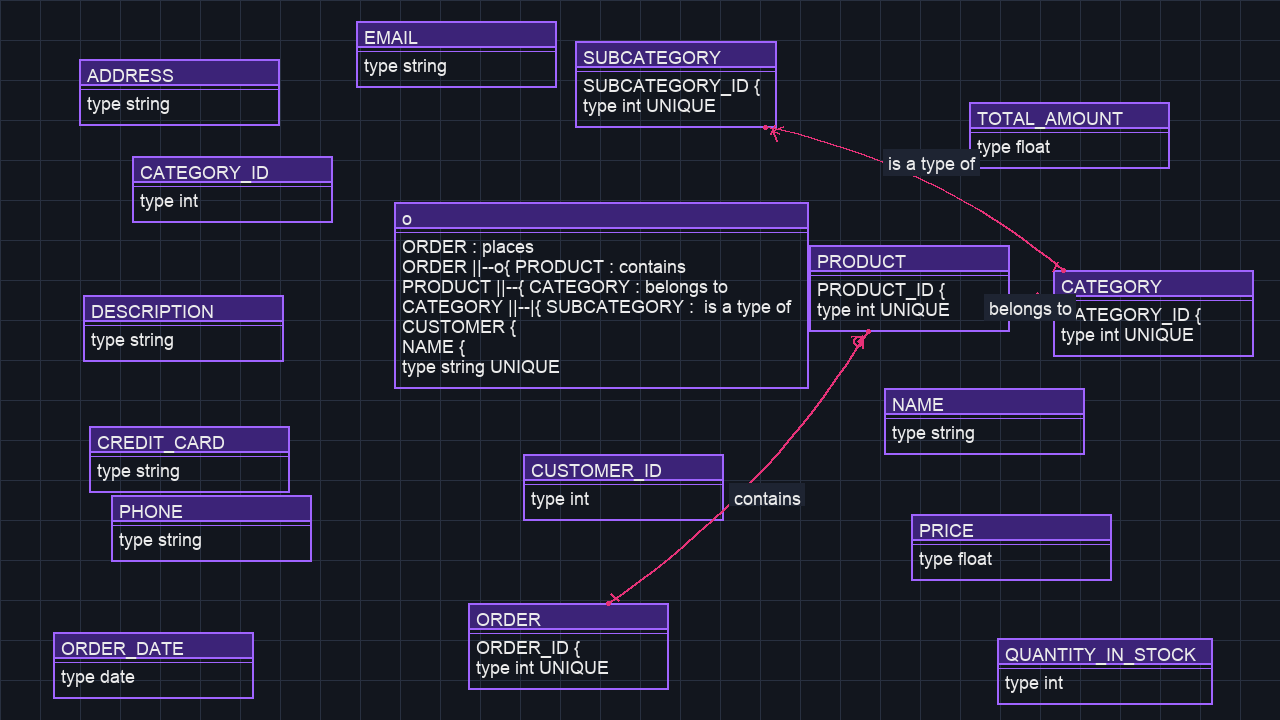 EMAIL
type string
SUBCATEGORY
SUBCATEGORY_ID {
type int UNIQUE
ADDRESS
type string
TOTAL_AMOUNT
type float
is a type of
CATEGORY_ID
type int
o
ORDER : places
ORDER ||--o{ PRODUCT : contains
PRODUCT ||--{ CATEGORY : belongs to
CATEGORY ||--|{ SUBCATEGORY :  is a type of
CUSTOMER {
NAME {
type string UNIQUE
PRODUCT
PRODUCT_ID {
type int UNIQUE
belongs to
CATEGORY
CATEGORY_ID {
type int UNIQUE
DESCRIPTION
type string
NAME
type string
CREDIT_CARD
type string
CUSTOMER_ID
type int
contains
PHONE
type string
PRICE
type float
ORDER
ORDER_ID {
type int UNIQUE
ORDER_DATE
type date
QUANTITY_IN_STOCK
type int